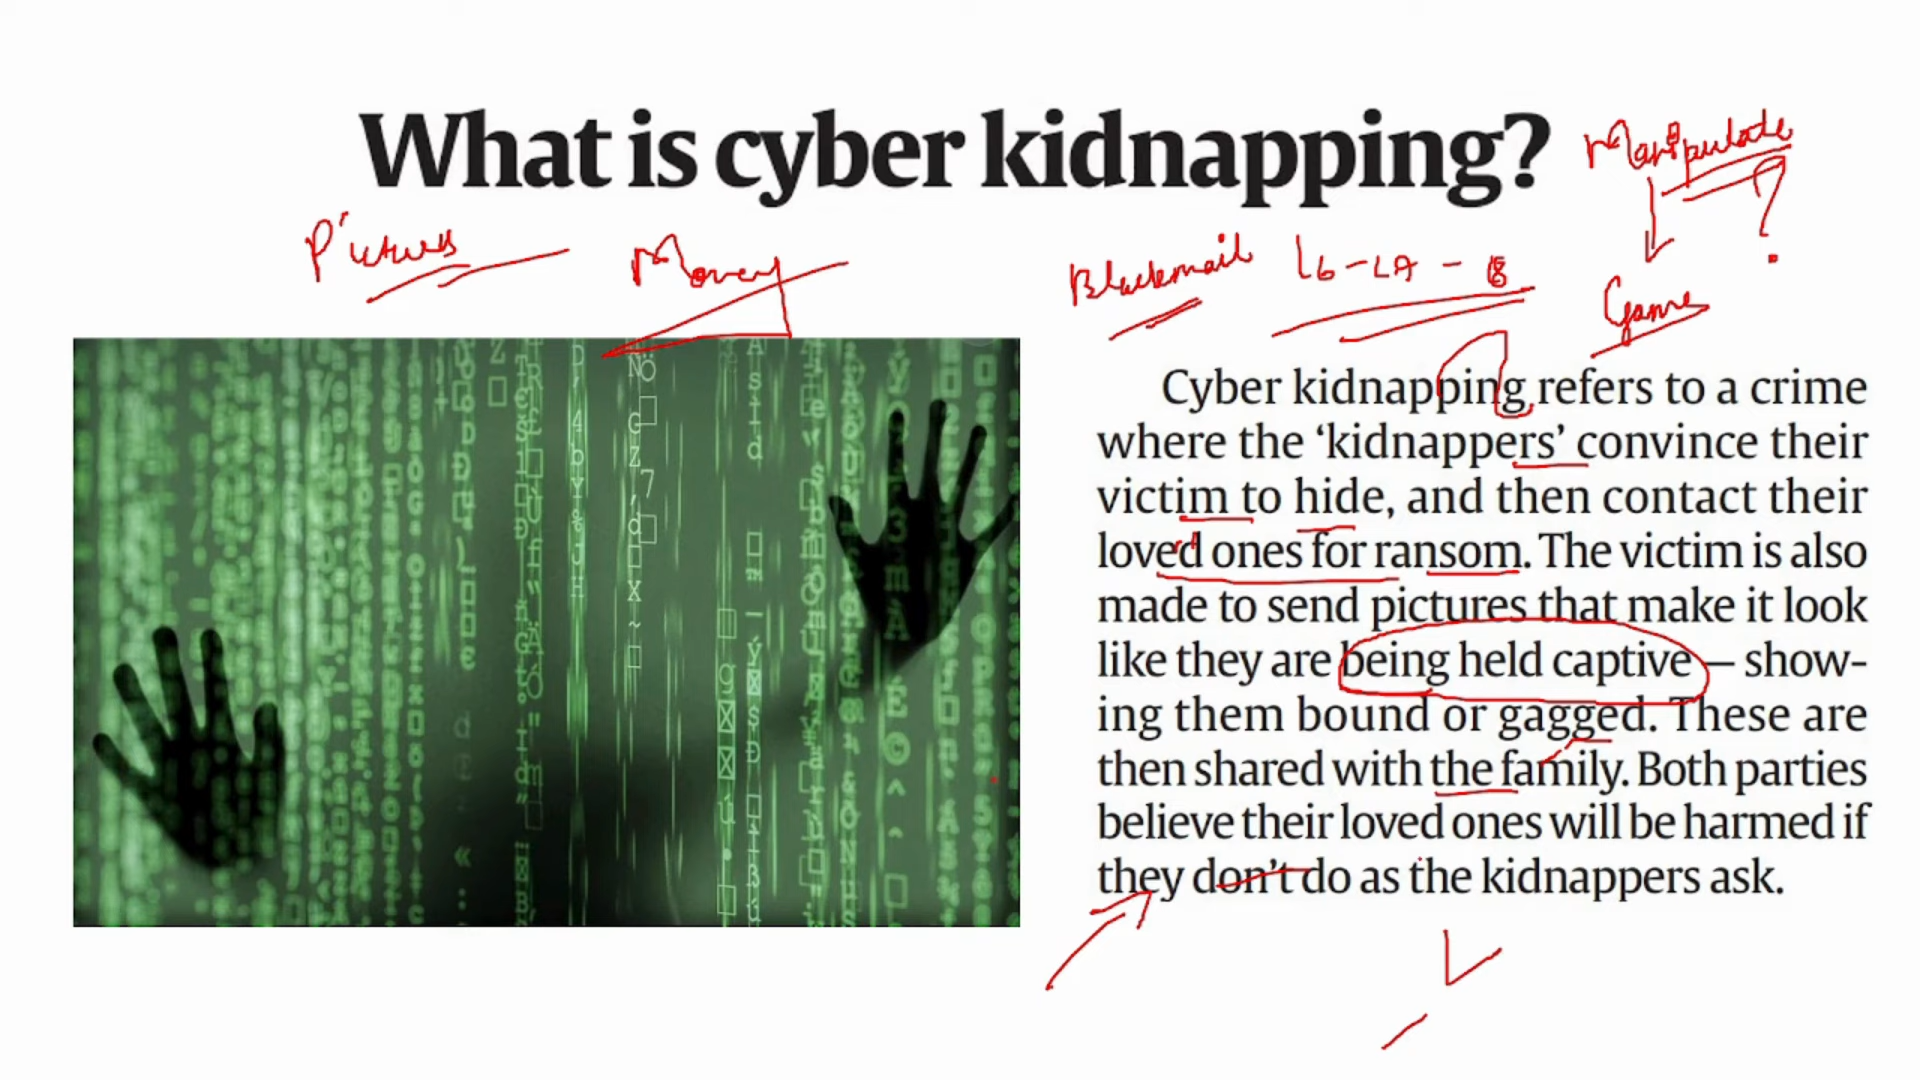 What is cyber kidnapping?
Manipulate
?
Pictures
Money
Blackmail
Game
Cyber kidnapping refers to a crime
where the ‘kidnappers’ convince their
victim to hide, and then contact their
loved ones for ransom. The victim is also
made to send pictures that make it look
like they are being held captive — show-
ing them bound or gagged. These are
then shared with the family. Both parties
believe their loved ones will be harmed if
they don’t do as the kidnappers ask.